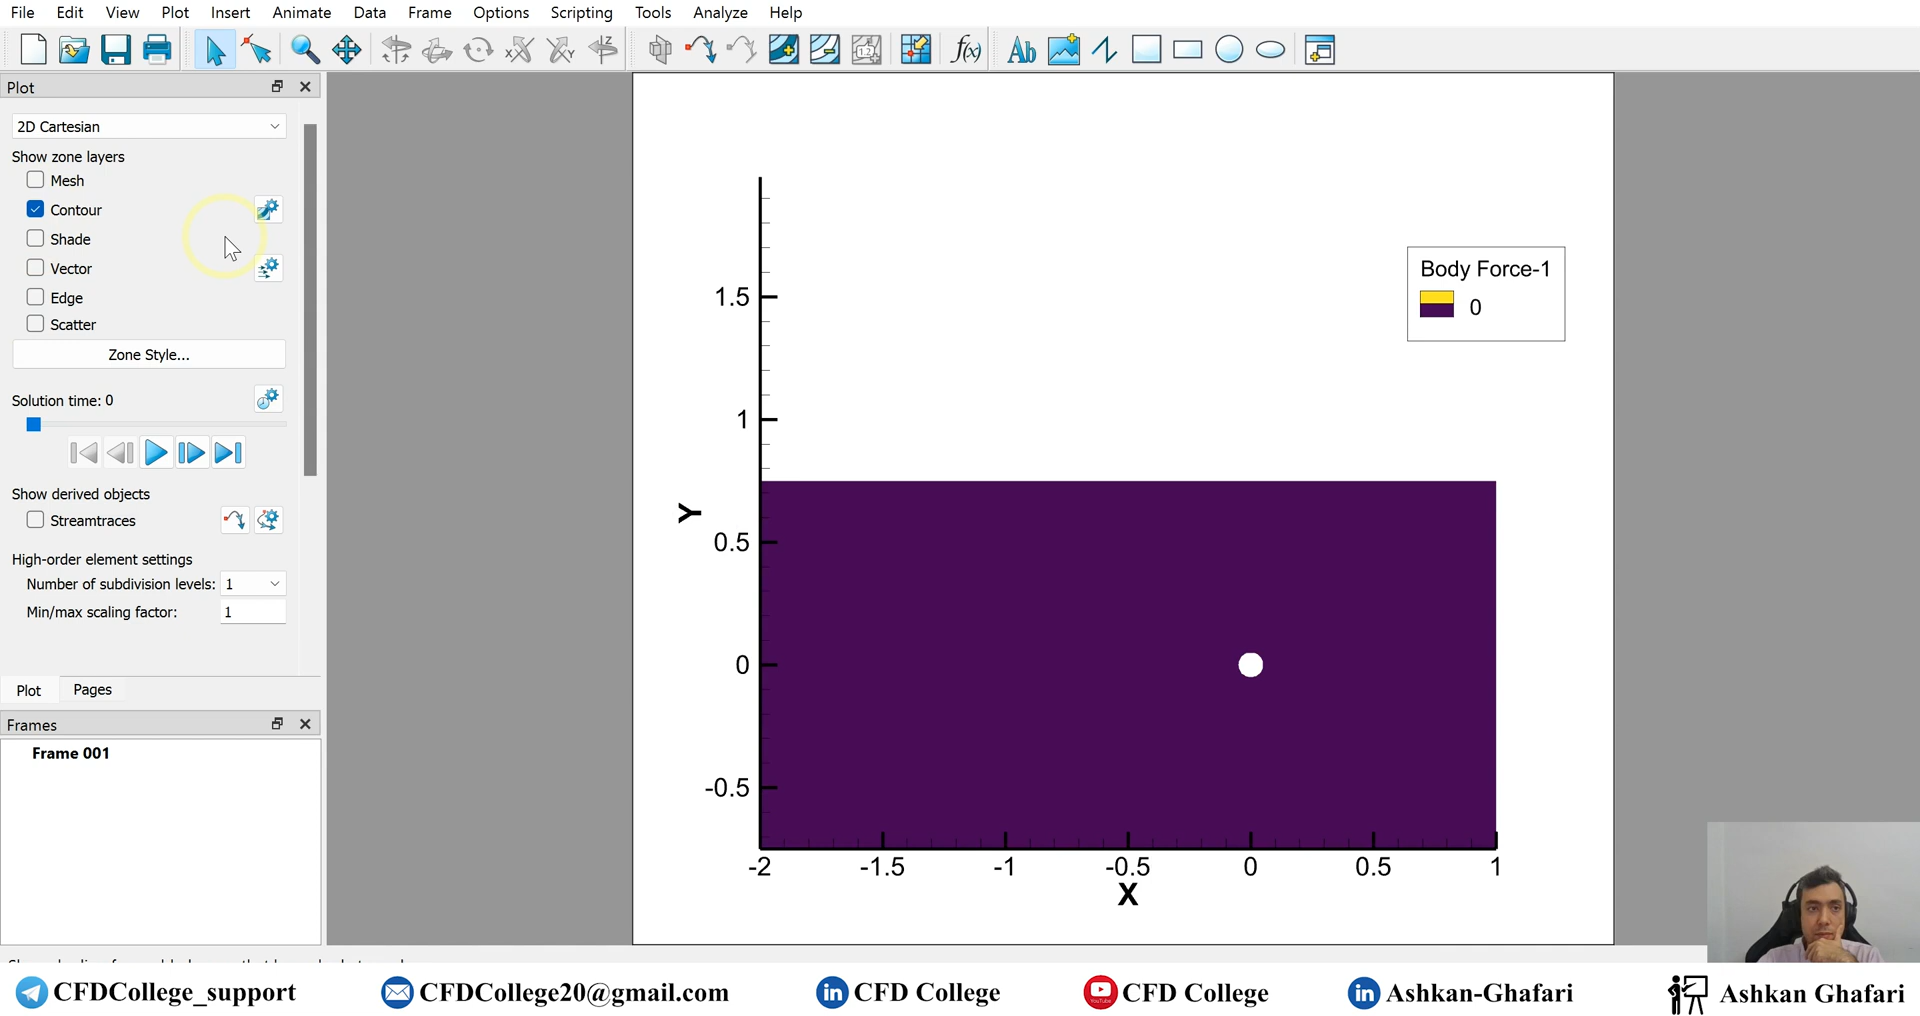 File Edit View Plot Insert Animate Data Frame Options Scripting Tools Analyze Help
Plot
2D Cartesian
Show zone layers
Mesh
Contour
Shade
Vector
Edge
Scatter
Zone Style...
Solution time: 0
Show derived objects
Streamtraces
High-order element settings
Number of subdivision levels: 1
Min/max scaling factor: 1
Plot Pages
Frames
Frame 001
Body Force-1
0
1.5
1
0.5
0
-0.5
Y
-2 -1.5 -1 -0.5 0 0.5 1
X
CFDCollege_support CFDCollege20@gmail.com CFD College CFD College Ashkan-Ghafari Ashkan Ghafari